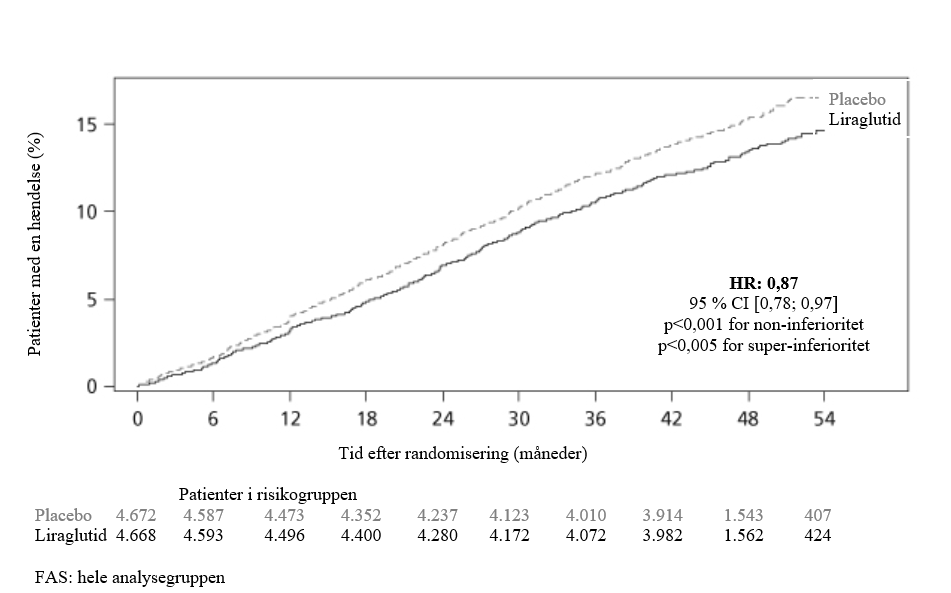 Patienter med en hændelse (%)
15
10
5
0
Placebo
Liraglutid
HR: 0,87
95 % CI [0,78; 0,97]
p<0,001 for non-inferioritet
p<0,005 for super-inferioritet
0 6 12 18 24 30 36 42 48 54
Tid efter randomisering (måneder)
Patienter i risikogruppen
Placebo 4.672 4.587 4.473 4.352 4.237 4.123 4.010 3.914 1.543 407
Liraglutid 4.668 4.593 4.496 4.400 4.280 4.172 4.072 3.982 1.562 424
FAS: hele analysegruppen